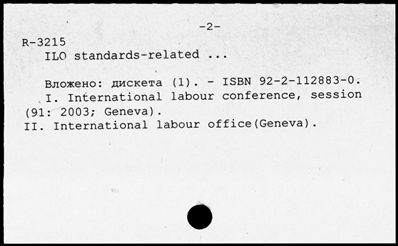 -2-
R-3215
ILO standards-related ...
Вложено: дискета (1). - ISBN 92-2-112883-0.
I. International labour conference, session
(91: 2003; Geneva).
II. International labour office(Geneva).